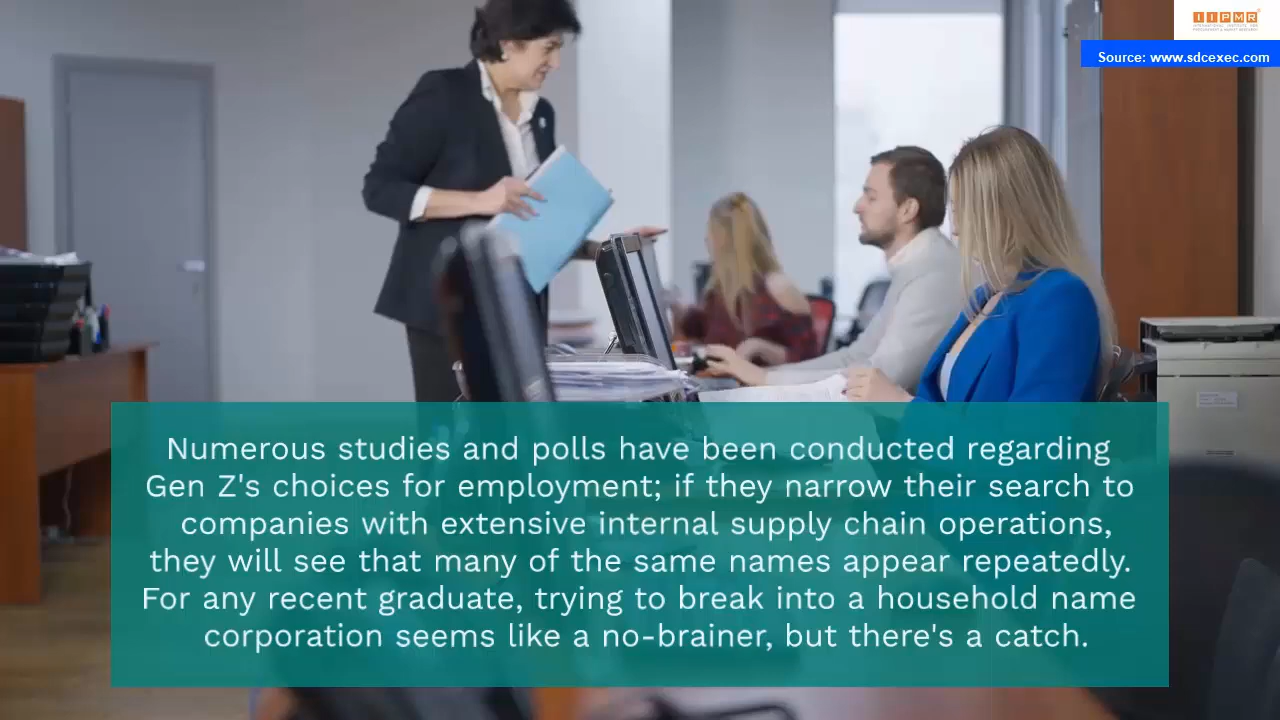 IIPMR
Source: www.sdcexec.com
Numerous studies and polls have been conducted regarding
Gen Z's choices for employment; if they narrow their search to
companies with extensive internal supply chain operations,
they will see that many of the same names appear repeatedly.
For any recent graduate, trying to break into a household name
corporation seems like a no-brainer, but there's a catch.